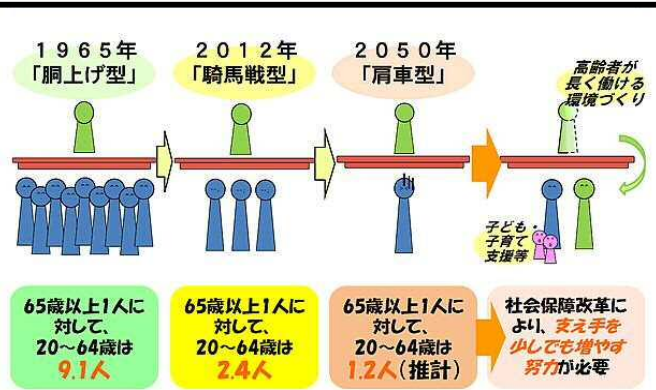 1965年
「胴上げ型」
2012年
「騎馬戦型」
2050年
「肩車型」
高齢者が
長く働ける
環境づくり
子ども・
子育て
支援等
65歳以上1人に
対して、
20～64歳は
9.1人
65歳以上1人に
対して、
20～64歳は
2.4人
65歳以上1人に
対して、
20～64歳は
1.2人(推計)
社会保障改革に
より、支え手を
少しでも増やす
努力が必要